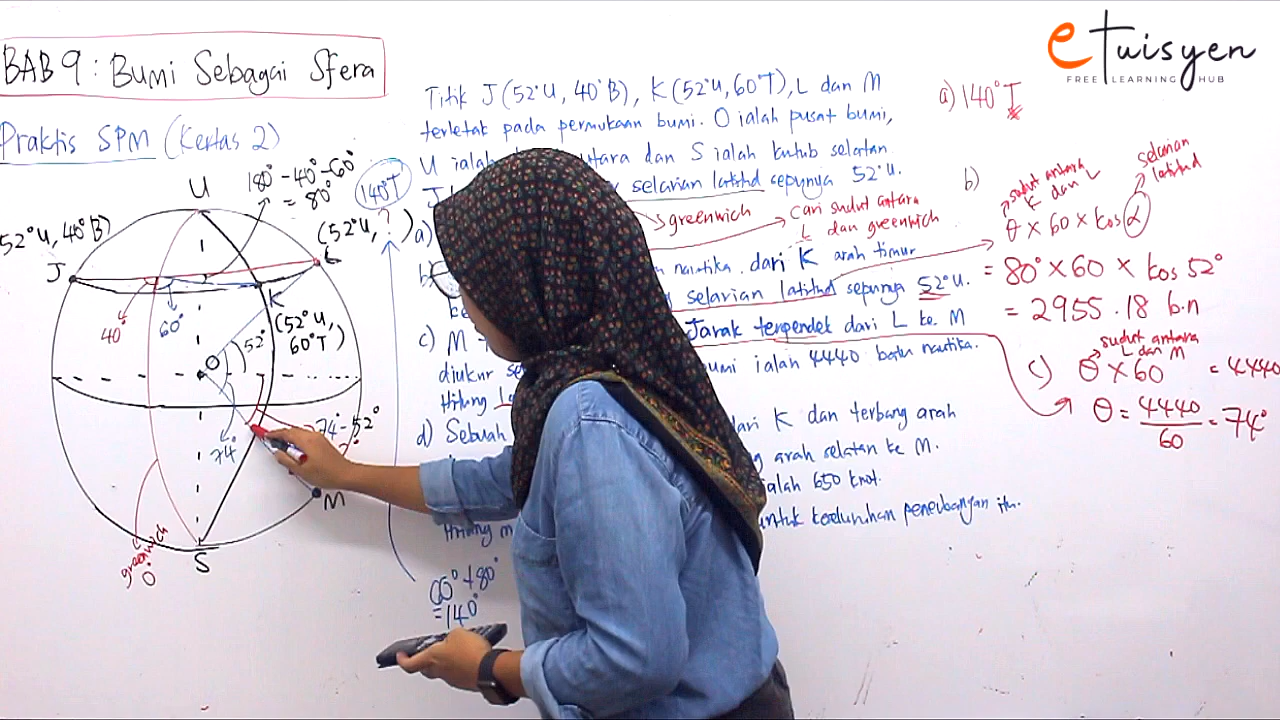 BAB 9 : Bumi Sebagai Sfera
Praktis SPM (Kertas 2)
e Tuisyen
FREE LEARNING HUB
Titik J (52°U, 40°B), K (52°U, 60°T), L dan M
terletak pada permukaan bumi. O ialah pusat bumi,
U ialah utara dan S ialah kutub selatan.
J selarian latitud sepunya 52°U.
a)
greenwich
cari sudut antara
L dan greenwich
nautika dari K arah timur
selarian latitud sepunya 52°U.
c) M Jarak terpendek dari L ke M
diukur bumi ialah 4440 batu nautika.
Hitung
d) Sebuah dari K dan terbang arah
arah selatan ke M.
ialah 650 knot.
Hitung untuk keseluruhan penerbangan itu.
180° - 40° - 60°
= 80°
140°T
(52°U, ?)
U
52°U, 40°B)
J
L
K
(52°U,
60°T)
40°
60°
52°
O
74°
74° - 52°
M
S
greenwich
0°
60° + 80°
= 140°
a) 140°T
b)
sudut antara
K dan L
selarian
latitud
θ × 60 × kos α
= 80° × 60 × kos 52°
= 2955.18 b.n
sudut antara
L dan M
c) θ × 60 = 4440
θ = 4440
60
= 74°